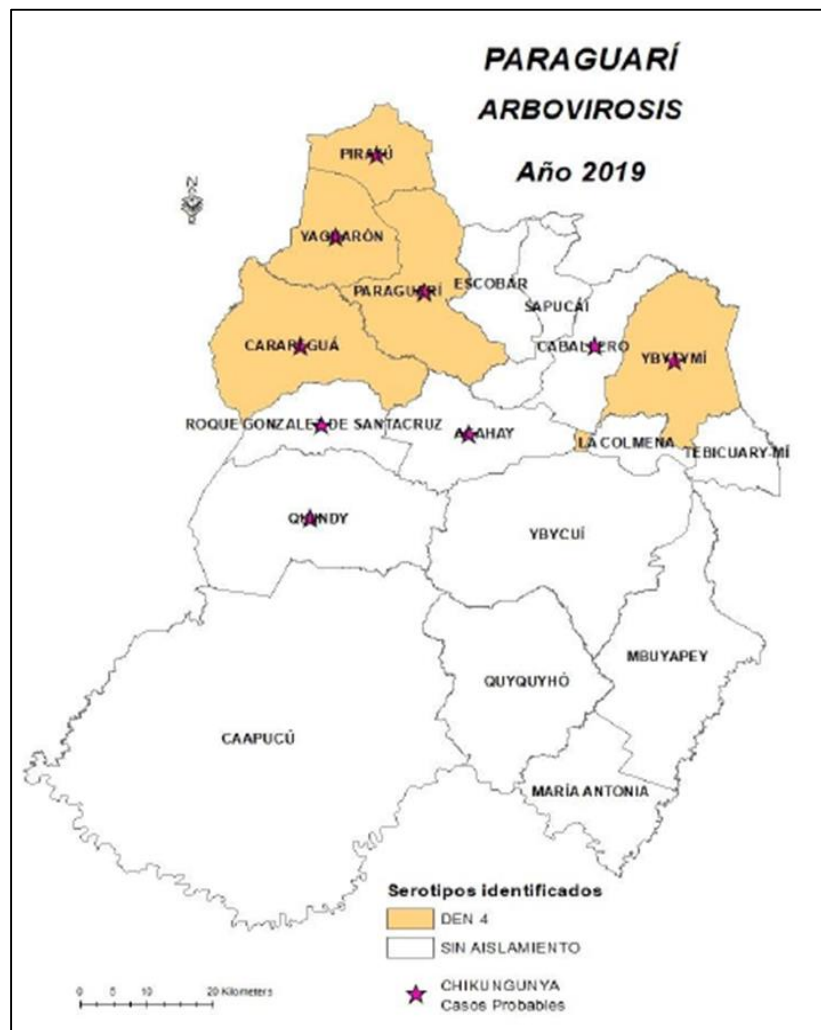 PARAGUARÍ
ARBOVIROSIS
Año 2019
N
PIRAYÚ
YAGUARÓN
ESCOBAR
PARAGUARÍ
SAPUCÁI
CARAPEGUÁ
CABALLERO
YBYTYMÍ
ROQUE GONZALEZ DE SANTACRUZ
ACAHAY
LA COLMENA
TEBICUARY-MÍ
QUIINDY
YBYCUÍ
MBUYAPEY
QUYQUYHÓ
CAAPUCÚ
MARÍA ANTONIA
Serotipos identificados
DEN 4
SIN AISLAMIENTO
CHIKUNGUNYA
Casos Probables
0 5 10 20 Kilometers